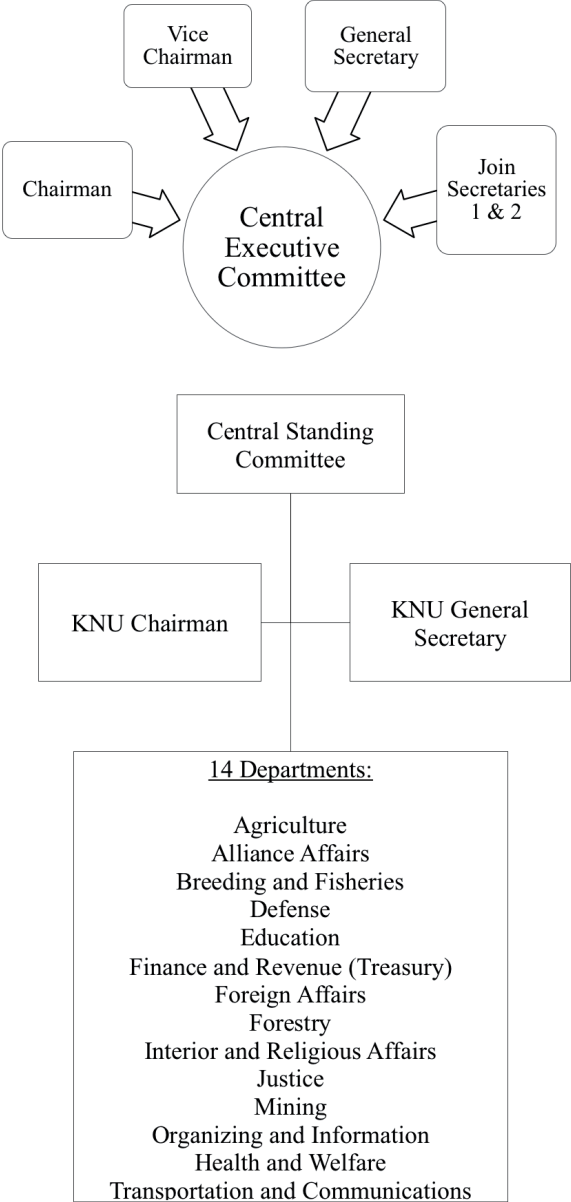 Vice
Chairman
General
Secretary
Chairman
Join
Secretaries
1 & 2
Central
Executive
Committee
Central Standing
Committee
KNU Chairman
KNU General
Secretary
14 Departments:
Agriculture
Alliance Affairs
Breeding and Fisheries
Defense
Education
Finance and Revenue (Treasury)
Foreign Affairs
Forestry
Interior and Religious Affairs
Justice
Mining
Organizing and Information
Health and Welfare
Transportation and Communications